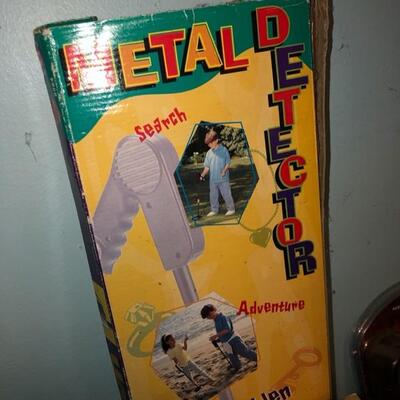 METAL
DETECTOR
Search
Adventure